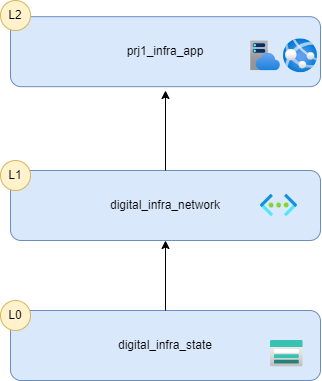 L2
prj1_infra_app
L1
digital_infra_network
L0
digital_infra_state